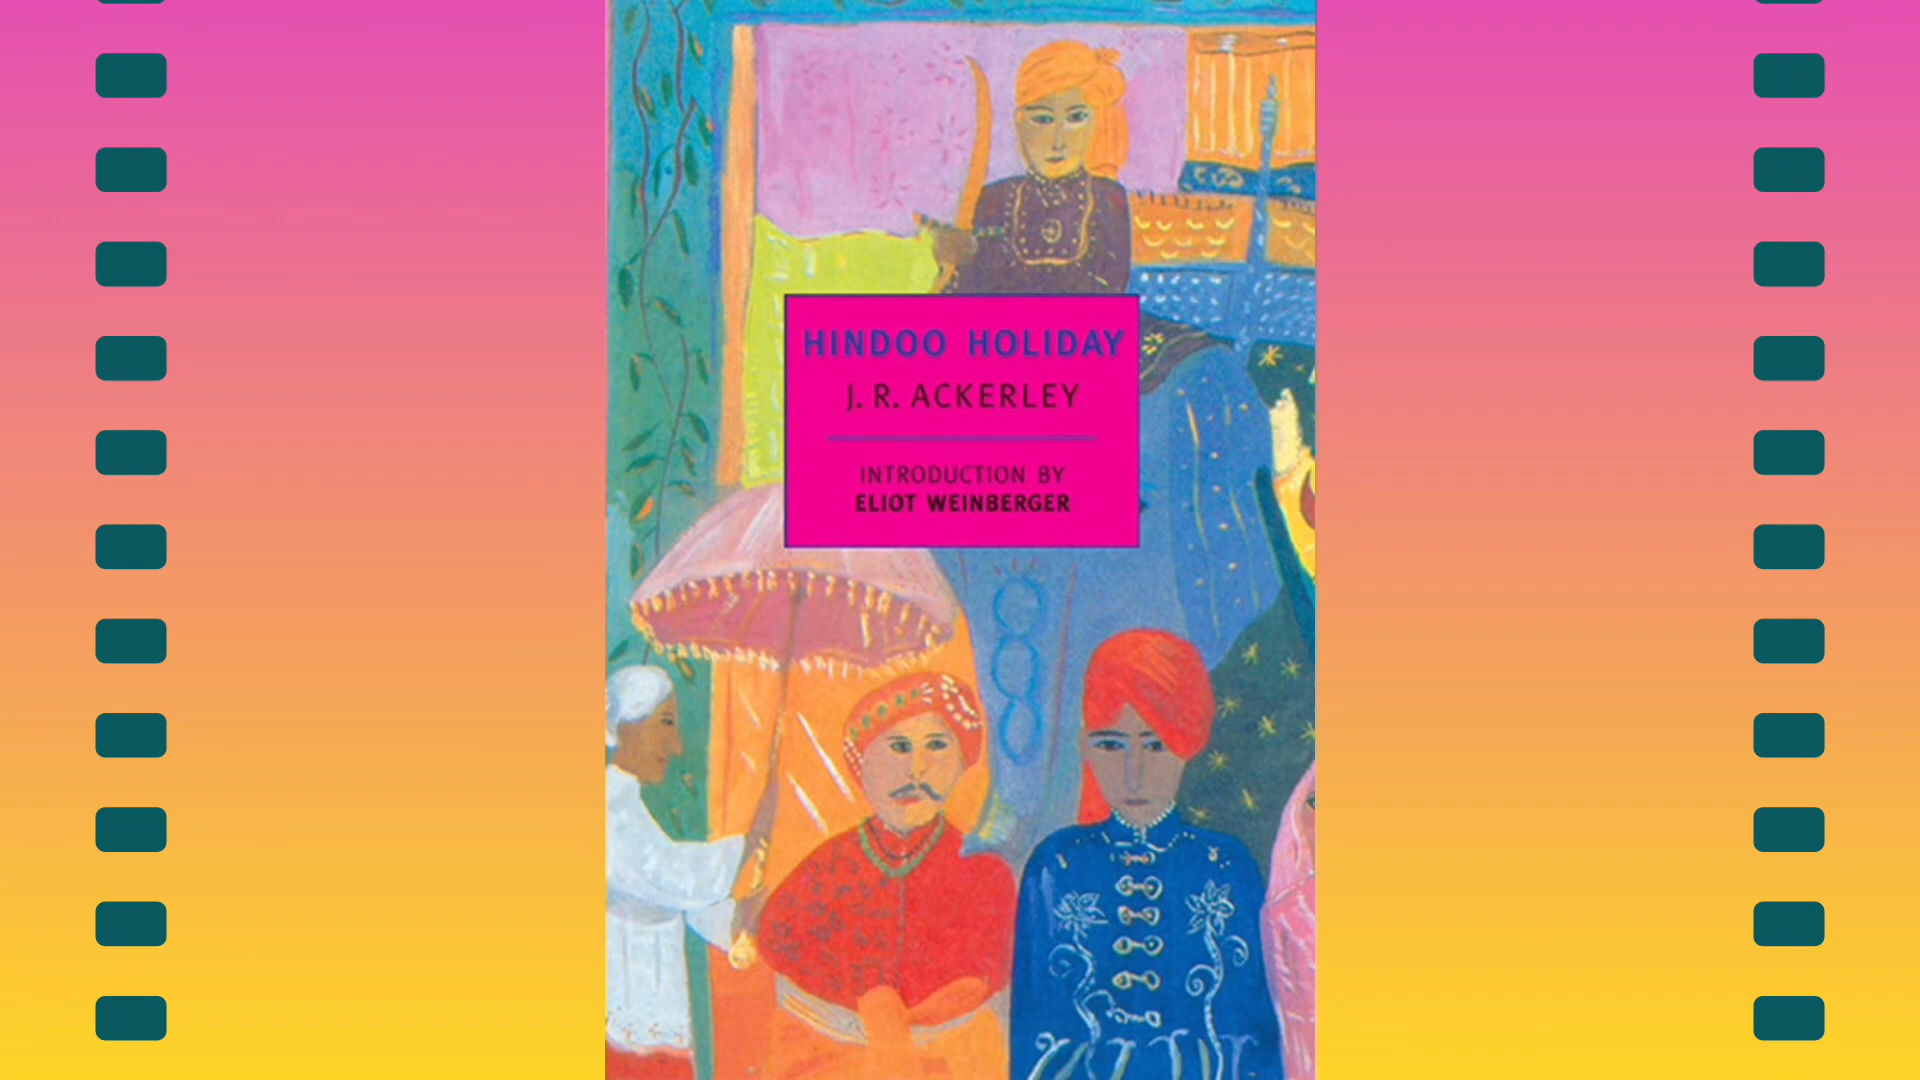 HINDOO HOLIDAY
J. R. ACKERLEY
INTRODUCTION BY
ELIOT WEINBERGER